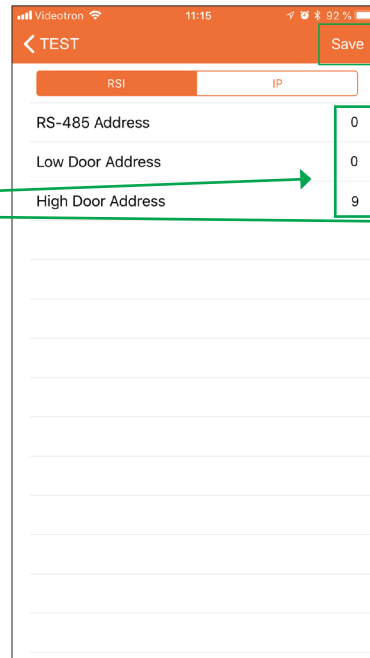 Videotron 11:15 92 %
TEST Save
RSI IP
RS-485 Address 0
Low Door Address 0
High Door Address 9